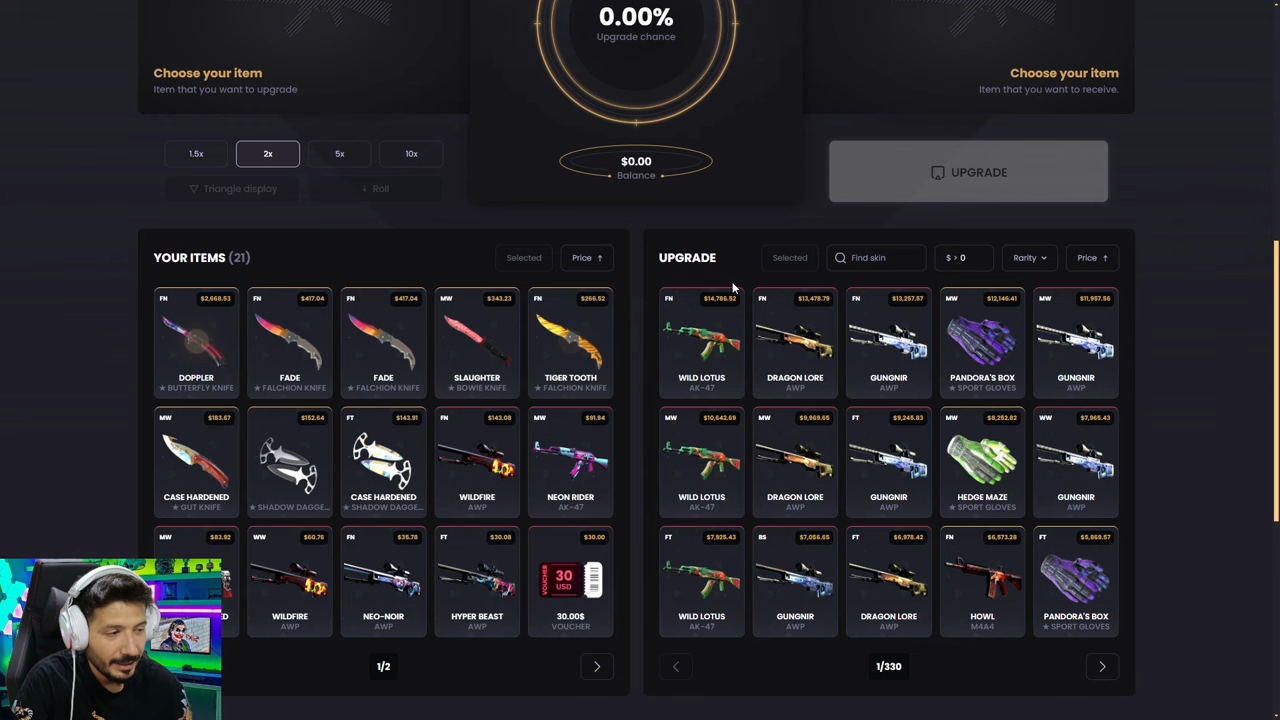 0.00%
Upgrade chance
Choose your item
Item that you want to upgrade
Choose your item
Item that you want to receive.
1.5x
2x
5x
10x
Triangle display
Roll
$0.00
Balance
UPGRADE
YOUR ITEMS (21)
Selected
Price
UPGRADE
Selected
Find skin
$ > 0
Rarity
Price
FN $2,668.53
DOPPLER
★ BUTTERFLY KNIFE
FN $417.04
FADE
★ FALCHION KNIFE
FN $417.04
FADE
★ FALCHION KNIFE
MW $343.23
SLAUGHTER
★ BOWIE KNIFE
FN $266.52
TIGER TOOTH
★ FALCHION KNIFE
MW $183.67
CASE HARDENED
★ GUT KNIFE
$152.64
★ SHADOW DAGGE...
FT $143.91
CASE HARDENED
★ SHADOW DAGGE...
FN $143.08
WILDFIRE
AWP
MW $91.94
NEON RIDER
AK-47
MW $83.92
WW $60.76
WILDFIRE
AWP
FN $35.78
NEO-NOIR
AWP
FT $30.08
HYPER BEAST
AWP
$30.00
VOUCHER
30
USD
30.00$
VOUCHER
1/2
FN $14,786.52
WILD LOTUS
AK-47
FN $13,478.79
DRAGON LORE
AWP
FN $13,257.57
GUNGNIR
AWP
MW $12,146.41
PANDORA'S BOX
★ SPORT GLOVES
MW $11,957.56
GUNGNIR
AWP
MW $10,642.69
WILD LOTUS
AK-47
MW $9,969.65
DRAGON LORE
AWP
FT $9,245.83
GUNGNIR
AWP
MW $8,252.82
HEDGE MAZE
★ SPORT GLOVES
WW $7,965.43
GUNGNIR
AWP
FT $7,925.43
WILD LOTUS
AK-47
BS $7,056.65
GUNGNIR
AWP
FT $6,978.42
DRAGON LORE
AWP
FN $6,573.28
HOWL
M4A4
FT $5,869.57
PANDORA'S BOX
★ SPORT GLOVES
1/330